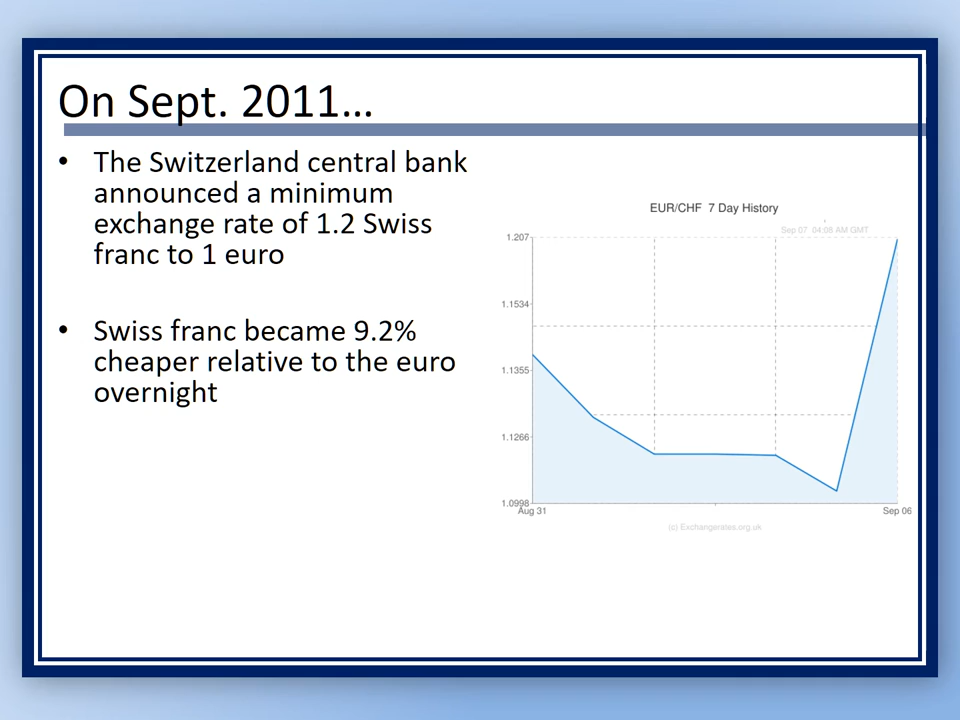 On Sept. 2011…
• The Switzerland central bank
announced a minimum
exchange rate of 1.2 Swiss
franc to 1 euro
• Swiss franc became 9.2%
cheaper relative to the euro
overnight
EUR/CHF 7 Day History
Sep 07 04:08 AM GMT
1.207
1.1534
1.1355
1.1266
1.0998
Aug 31
Sep 06
(c) Exchangerates.org.uk